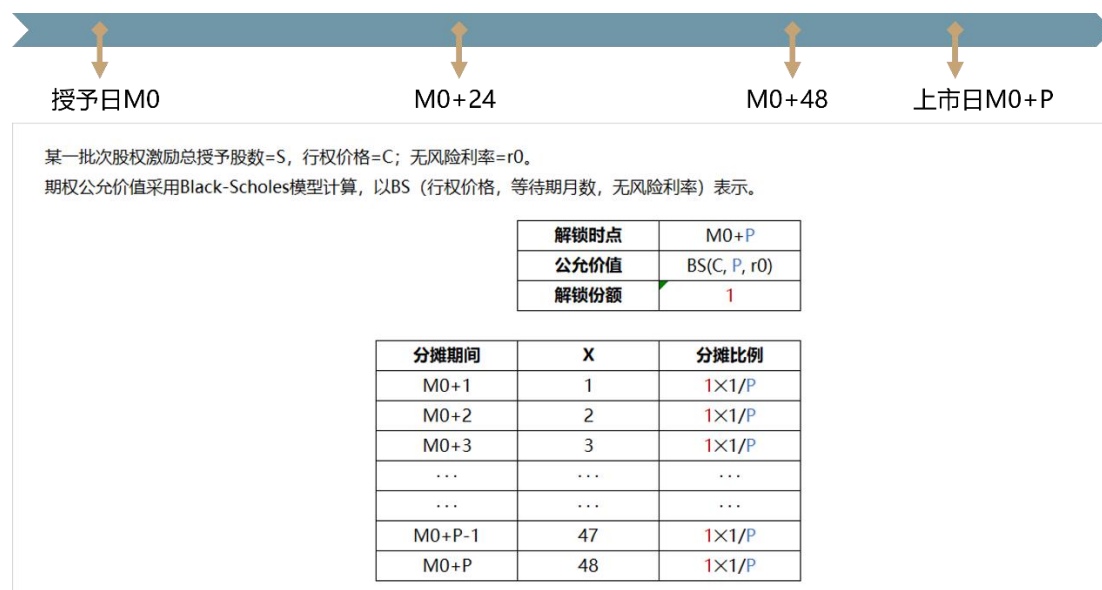 授予日M0 M0+24 M0+48 上市日M0+P
某一批次股权激励总授予股数=S，行权价格=C；无风险利率=r0。
期权公允价值采用Black-Scholes模型计算，以BS（行权价格，等待期月数，无风险利率）表示。
解锁时点 M0+P
公允价值 BS(C, P, r0)
解锁份额 1
分摊期间 X 分摊比例
M0+1 1 1×1/P
M0+2 2 1×1/P
M0+3 3 1×1/P
... ... ...
... ... ...
M0+P-1 47 1×1/P
M0+P 48 1×1/P